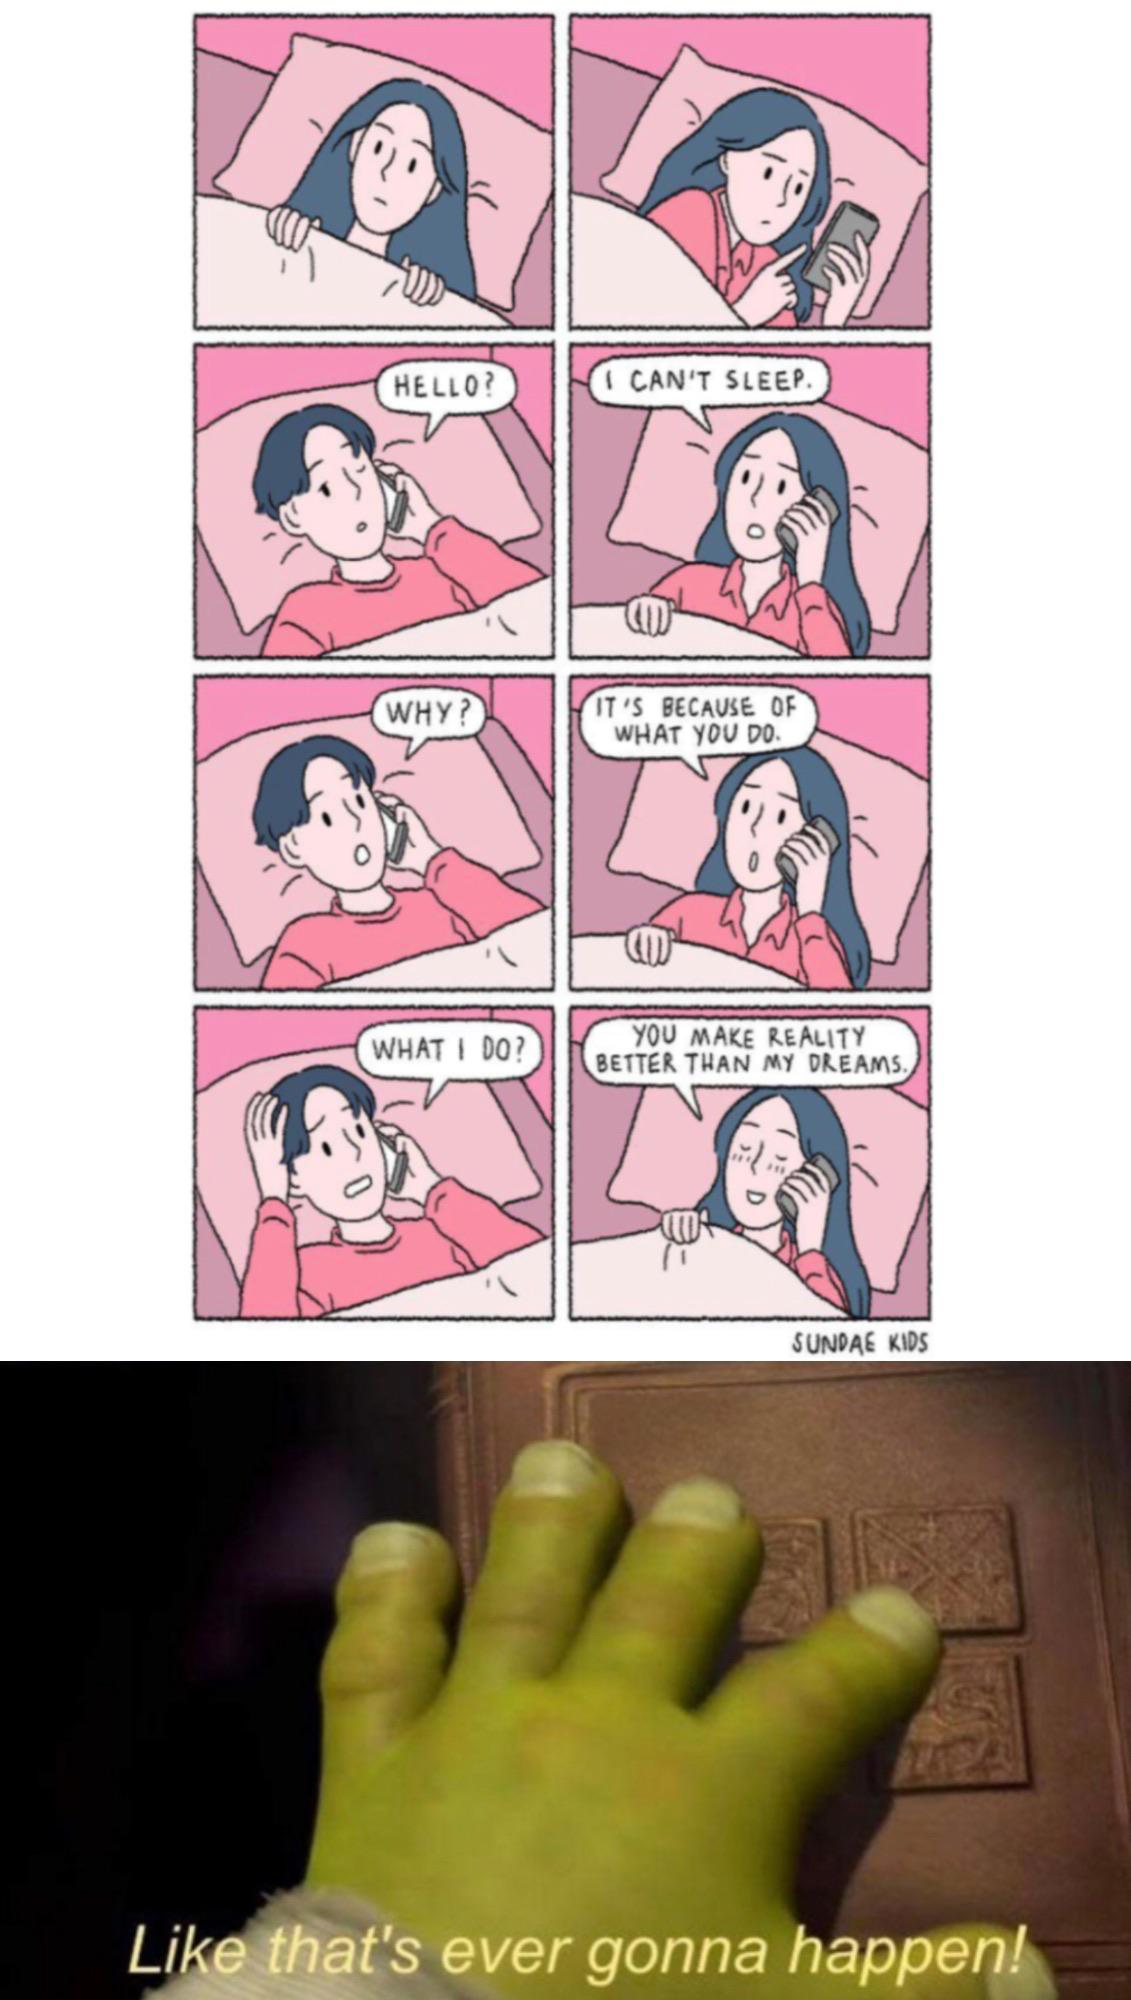 HELLO?
I CAN'T SLEEP.
WHY?
IT'S BECAUSE OF
WHAT YOU DO.
WHAT I DO?
YOU MAKE REALITY
BETTER THAN MY DREAMS.
SUNDAE KIDS
Like that's ever gonna happen!